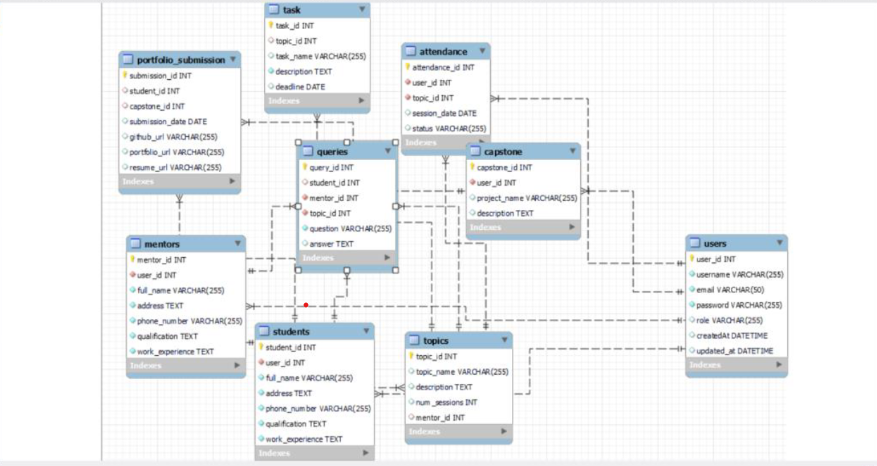 task
task_id INT
topic_id INT
task_name VARCHAR(255)
description TEXT
deadline DATE
Indexes
portfolio_submission
submission_id INT
student_id INT
capstone_id INT
submission_date DATE
github_url VARCHAR(255)
portfolio_url VARCHAR(255)
resume_url VARCHAR(255)
Indexes
attendance
attendance_id INT
user_id INT
topic_id INT
session_date DATE
status VARCHAR(255)
Indexes
queries
query_id INT
student_id INT
mentor_id INT
topic_id INT
question VARCHAR(255)
answer TEXT
Indexes
capstone
capstone_id INT
user_id INT
project_name VARCHAR(255)
description TEXT
Indexes
mentors
mentor_id INT
user_id INT
full_name VARCHAR(255)
address TEXT
phone_number VARCHAR(255)
qualification TEXT
work_experience TEXT
Indexes
users
user_id INT
username VARCHAR(255)
email VARCHAR(50)
password VARCHAR(255)
role VARCHAR(255)
createdAt DATETIME
updated_at DATETIME
Indexes
students
student_id INT
user_id INT
full_name VARCHAR(255)
address TEXT
phone_number VARCHAR(255)
qualification TEXT
work_experience TEXT
Indexes
topics
topic_id INT
topic_name VARCHAR(255)
description TEXT
num_sessions INT
mentor_id INT
Indexes